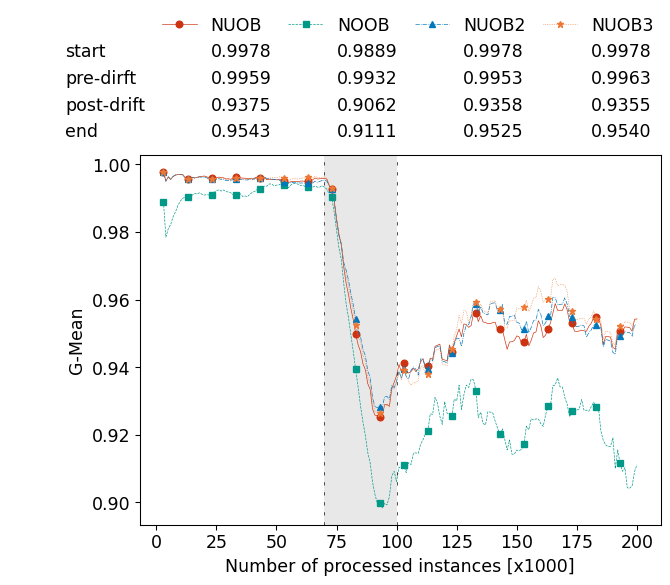 NUOB NOOB NUOB2 NUOB3
start 0.9978 0.9889 0.9978 0.9978
pre-dirft 0.9959 0.9932 0.9953 0.9963
post-drift 0.9375 0.9062 0.9358 0.9355
end 0.9543 0.9111 0.9525 0.9540
1.00
0.98
0.96
0.94
0.92
0.90
G-Mean
0 25 50 75 100 125 150 175 200
Number of processed instances [x1000]